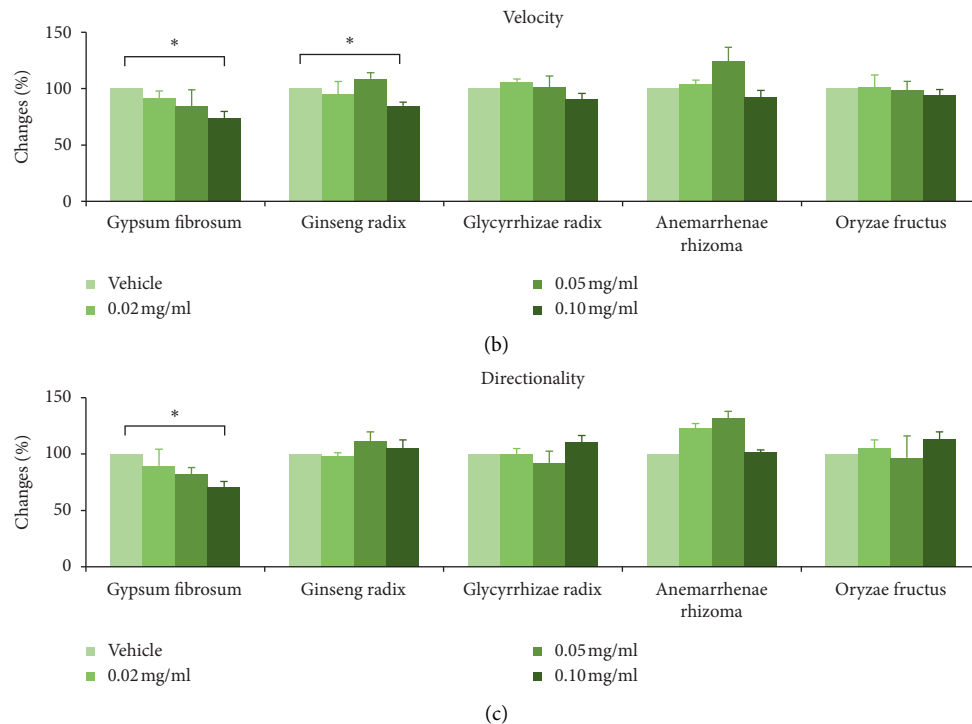 Velocity
150
*
*
100
50
0
Changes (%)
Gypsum fibrosum
Ginseng radix
Glycyrrhizae radix
Anemarrhenae
rhizoma
Oryzae fructus
Vehicle
0.02 mg/ml
0.05 mg/ml
0.10 mg/ml
(b)
Directionality
150
*
100
50
0
Changes (%)
Gypsum fibrosum
Ginseng radix
Glycyrrhizae radix
Anemarrhenae
rhizoma
Oryzae fructus
Vehicle
0.02 mg/ml
0.05 mg/ml
0.10 mg/ml
(c)